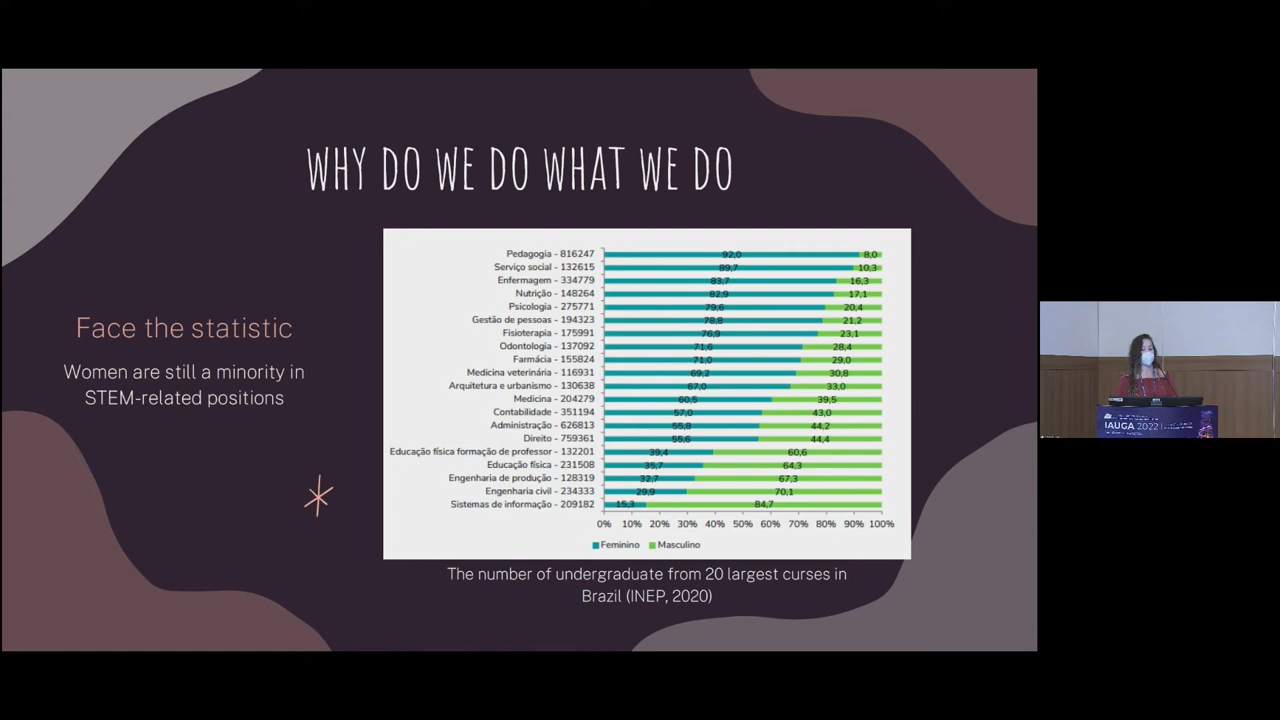 WHY DO WE DO WHAT WE DO
Face the statistic
Women are still a minority in
STEM-related positions
Pedagogia - 816247 92,0 8,0
Serviço social - 132615 89,7 10,3
Enfermagem - 334779 83,7 16,3
Nutrição - 148264 82,9 17,1
Psicologia - 275771 79,6 20,4
Gestão de pessoas - 194323 78,8 21,2
Fisioterapia - 175991 76,9 23,1
Odontologia - 137092 71,6 28,4
Farmácia - 155824 71,0 29,0
Medicina veterinária - 116931 69,2 30,8
Arquitetura e urbanismo - 130638 67,0 33,0
Medicina - 204279 60,5 39,5
Contabilidade - 351194 57,0 43,0
Administração - 626813 55,8 44,2
Direito - 759361 55,6 44,4
Educação física formação de professor - 132201 39,4 60,6
Educação física - 231508 35,7 64,3
Engenharia de produção - 128319 32,7 67,3
Engenharia civil - 234333 29,9 70,1
Sistemas de informação - 209182 15,3 84,7
0% 10% 20% 30% 40% 50% 60% 70% 80% 90% 100%
Feminino Masculino
The number of undergraduate from 20 largest curses in
Brazil (INEP, 2020)
IAUGA 2022